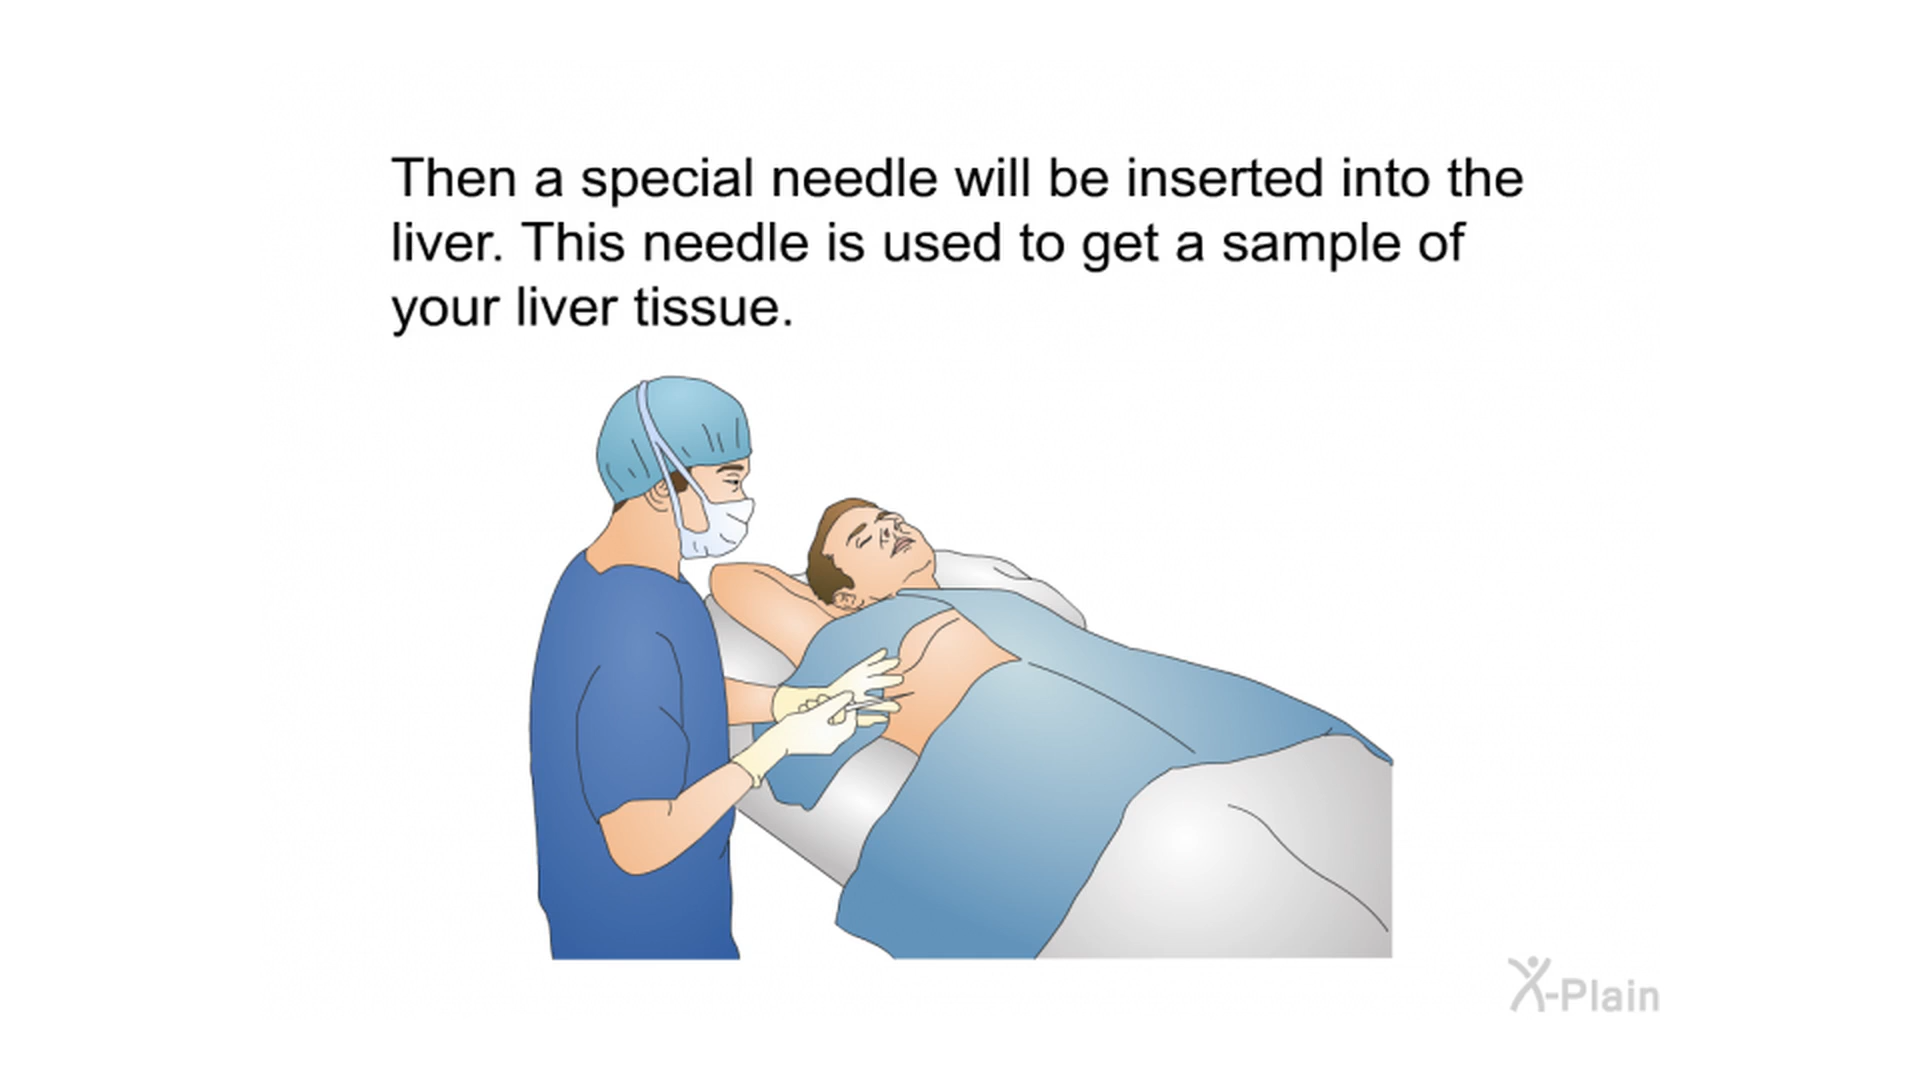 Then a special needle will be inserted into the
liver. This needle is used to get a sample of
your liver tissue.
X-Plain